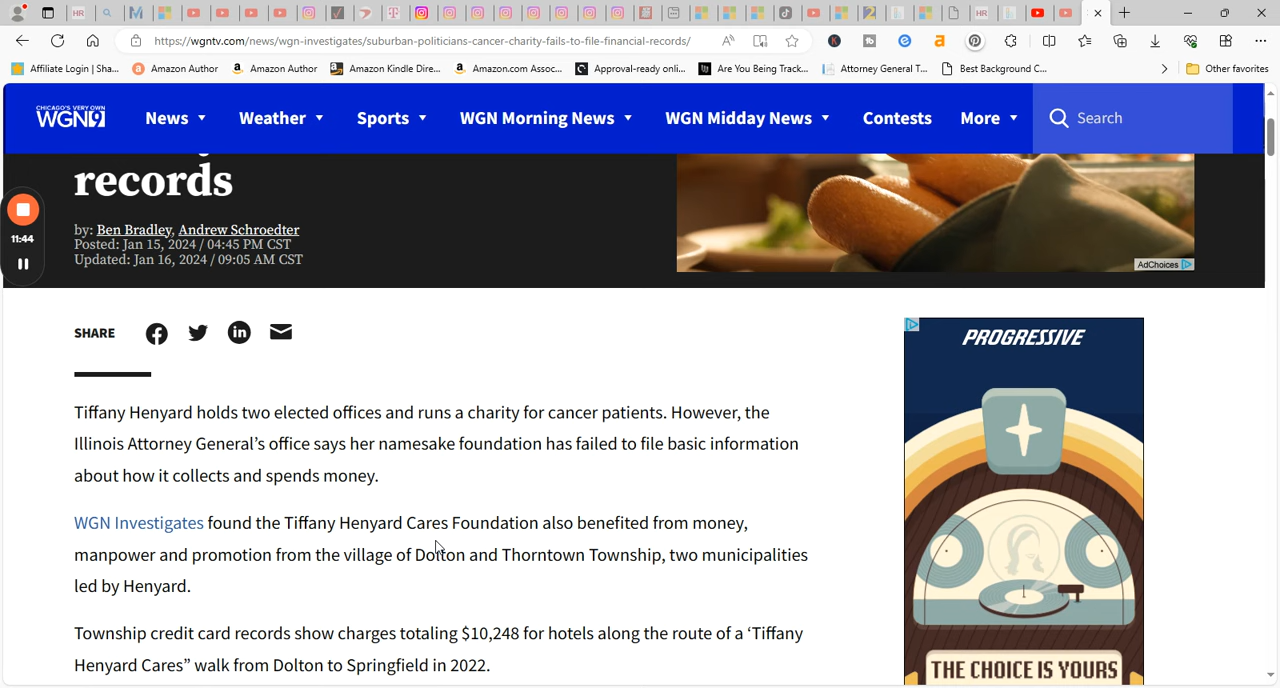 HR
https://wgntv.com/news/wgn-investigates/suburban-politicians-cancer-charity-fails-to-file-financial-records/
Affiliate Login | Sha...
Amazon Author
Amazon Author
Amazon Kindle Dire...
Amazon.com Assoc...
Approval-ready onli...
Are You Being Track...
Attorney General T...
Best Background C...
Other favorites
CHICAGO'S VERY OWN
WGN9
News
Weather
Sports
WGN Morning News
WGN Midday News
Contests
More
Search
records
by: Ben Bradley, Andrew Schroedter
Posted: Jan 15, 2024 / 04:45 PM CST
Updated: Jan 16, 2024 / 09:05 AM CST
11:44
AdChoices
SHARE
PROGRESSIVE
Tiffany Henyard holds two elected offices and runs a charity for cancer patients. However, the
Illinois Attorney General's office says her namesake foundation has failed to file basic information
about how it collects and spends money.
WGN Investigates found the Tiffany Henyard Cares Foundation also benefited from money,
manpower and promotion from the village of Dolton and Thorntown Township, two municipalities
led by Henyard.
Township credit card records show charges totaling $10,248 for hotels along the route of a ‘Tiffany
Henyard Cares” walk from Dolton to Springfield in 2022.
THE CHOICE IS YOURS